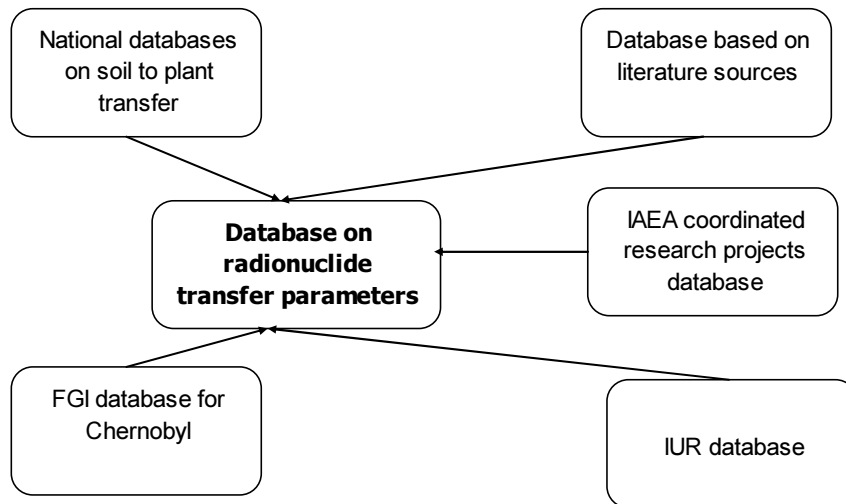 National databases
on soil to plant
transfer
Database based on
literature sources
Database on
radionuclide
transfer parameters
IAEA coordinated
research projects
database
FGI database for
Chernobyl
IUR database